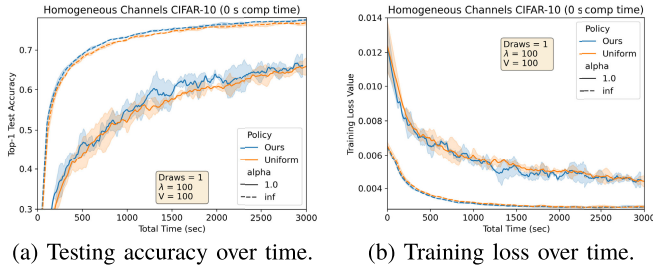 Homogeneous Channels CIFAR-10 (0 s comp time)
Top-1 Test Accuracy
0.7
0.6
0.5
0.4
0.3
Draws = 1
λ = 100
V = 100
Policy
Ours
Uniform
alpha
1.0
inf
0 500 1000 1500 2000 2500 3000
Total Time (sec)
(a) Testing accuracy over time.
Homogeneous Channels CIFAR-10 (0 s comp time)
Training Loss Value
0.014
0.012
0.010
0.008
0.006
0.004
Draws = 1
λ = 100
V = 100
Policy
Ours
Uniform
alpha
1.0
inf
0 500 1000 1500 2000 2500 3000
Total Time (sec)
(b) Training loss over time.